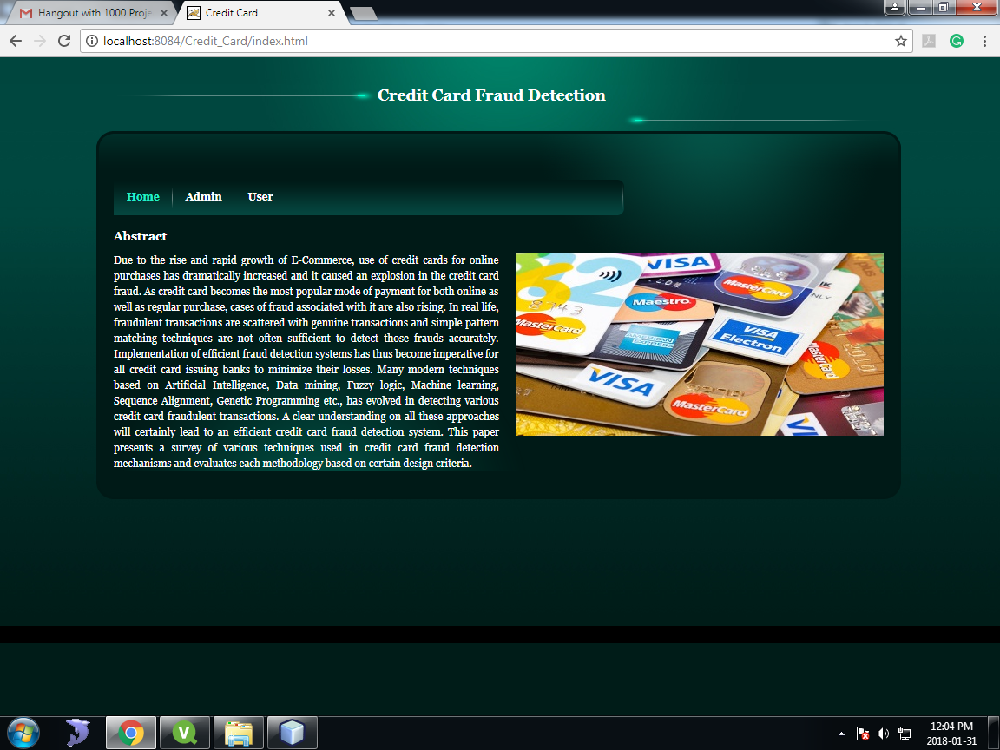 Hangout with 1000 Proje
Credit Card
localhost:8084/Credit_Card/index.html
Credit Card Fraud Detection
Home Admin User
Abstract
Due to the rise and rapid growth of E-Commerce, use of credit cards for online
purchases has dramatically increased and it caused an explosion in the credit card
fraud. As credit card becomes the most popular mode of payment for both online as
well as regular purchase, cases of fraud associated with it are also rising. In real life,
fraudulent transactions are scattered with genuine transactions and simple pattern
matching techniques are not often sufficient to detect those frauds accurately.
Implementation of efficient fraud detection systems has thus become imperative for
all credit card issuing banks to minimize their losses. Many modern techniques
based on Artificial Intelligence, Data mining, Fuzzy logic, Machine learning,
Sequence Alignment, Genetic Programming etc., has evolved in detecting various
credit card fraudulent transactions. A clear understanding on all these approaches
will certainly lead to an efficient credit card fraud detection system. This paper
presents a survey of various techniques used in credit card fraud detection
mechanisms and evaluates each methodology based on certain design criteria.
VISA
MasterCard
Maestro
8743
MasterCard
AMERICAN
EXPRESS
VISA
Electron
MasterCard
NLY
VISA
MasterCard
VI
12:04 PM
2018-01-31